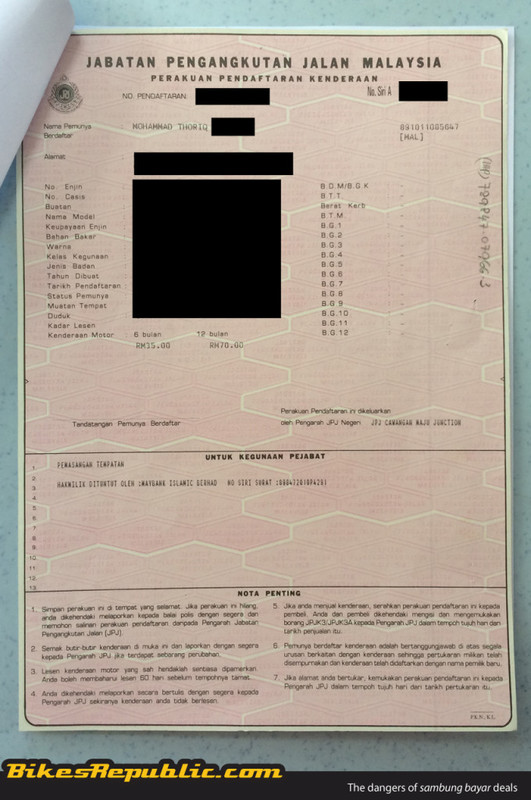 JABATAN PENGANGKUTAN JALAN MALAYSIA
PERAKUAN PENDAFTARAN KENDERAAN
NO. PENDAFTARAN:
No. Siri A
Nama Pemunya Berdaftar
MOHAMMAD THORIQ
891011085647
[MAL]
Alamat
No. Enjin
No. Casis
Buatan
Nama Model
Keupayaan Enjin
Bahan Bakar
Warna
Kelas Kegunaan
Jenis Badan
Tahun Dibuat
Tarikh Pendaftaran
Status Pemunya
Muatan Tempat
Duduk
Kadar Lesen
Kenderaan Motor
6 bulan 12 bulan
RM35.00 RM70.00
B.D.M/B.G.K -
B.T.T. -
Berat Kerb -
B.T.M. -
B.G.1 -
B.G.2 -
B.G.3 -
B.G.4 -
B.G.5 -
B.G.6 -
B.G.7 -
B.G.8 -
B.G.9 -
B.G.10 -
B.G.11 -
B.G.12 -
Tandatangan Pemunya Berdaftar
Perakuan Pendaftaran ini dikeluarkan
oleh Pengarah JPJ Negeri JPJ CAWANGAN MAJU JUNCTION
UNTUK KEGUNAAN PEJABAT
1. PEMASANGAN TEMPATAN
2.
3. HAKMILIK DITUNTUT OLEH :MAYBANK ISLAMIC BERHAD NO SIRI SURAT
4.
5.
6.
7.
8.
9.
10.
11.
12.
13.
NOTA PENTING
1. Simpan perakuan ini di tempat yang selamat. Jika perakuan ini hilang,
anda dikehendaki melaporkan kepada balai polis dengan segera dan
memohon salinan perakuan pendaftaran daripada Pengarah Jabatan
Pengangkutan Jalan (JPJ).
2. Semak butir-butir kenderaan di muka ini dan laporkan dengan segera
kepada Pengarah JPJ jika terdapat sebarang perubahan.
3. Lesen kenderaan motor yang sah hendaklah sentiasa dipamerkan.
Anda boleh membaharui lesen 60 hari sebelum tempohnya tamat.
4. Anda dikehendaki melaporkan secara bertulis dengan segera kepada
Pengarah JPJ sekiranya kenderaan anda tidak berlesen.
5. Jika anda menjual kenderaan, serahkan perakuan pendaftaran ini kepada
pembeli. Anda dan pembeli dikehendaki mengisi dan mengemukakan
borang JPJK3/JPJK3A kepada Pengarah JPJ dalam tempoh tujuh hari dari
tarikh penjualan itu.
6. Pemunya berdaftar kenderaan adalah bertanggungjawab di atas segala
urusan berkaitan dengan kenderaan sehingga pertukaran milikan telah
disempurnakan dan kenderaan telah didaftarkan dengan nama pemilik baru.
7. Jika alamat anda bertukar, kemukakan perakuan pendaftaran ini kepada
Pengarah JPJ dalam tempoh tujuh hari dari tarikh pertukaran itu.
P.K.N., K.L.
BikesRepublic.com
The dangers of sambung bayar deals